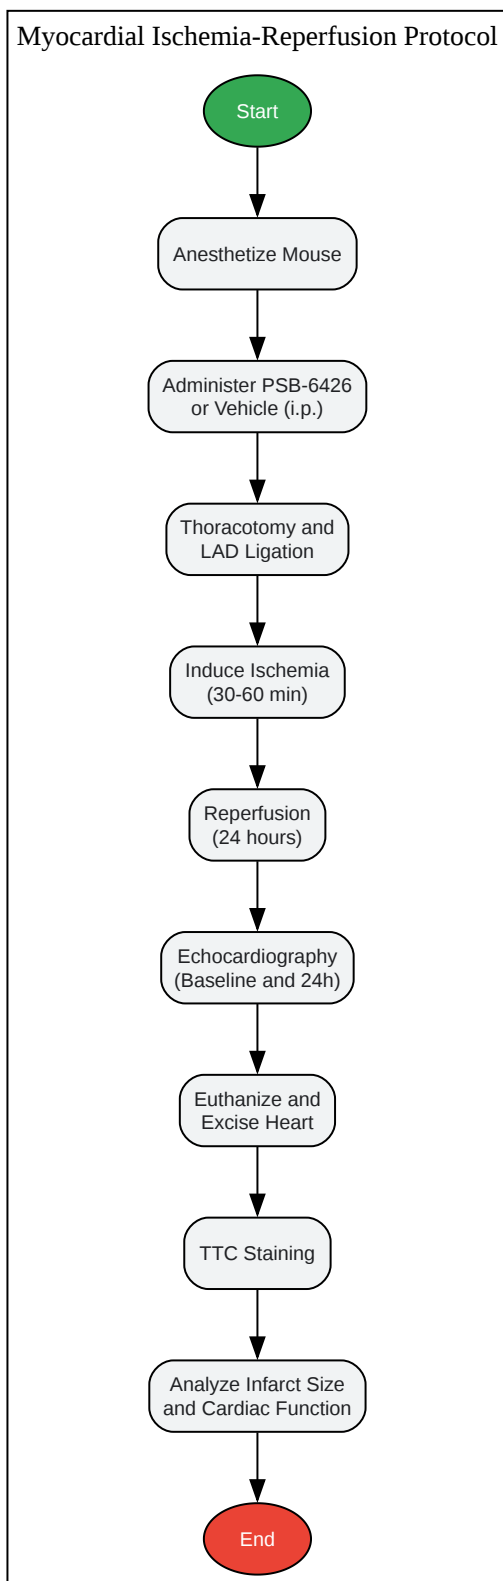 Myocardial Ischemia-Reperfusion Protocol
Start
Anesthetize Mouse
Administer PSB-6426
or Vehicle (i.p.)
Thoracotomy and
LAD Ligation
Induce Ischemia
(30-60 min)
Reperfusion
(24 hours)
Echocardiography
(Baseline and 24h)
Euthanize and
Excise Heart
TTC Staining
Analyze Infarct Size
and Cardiac Function
End